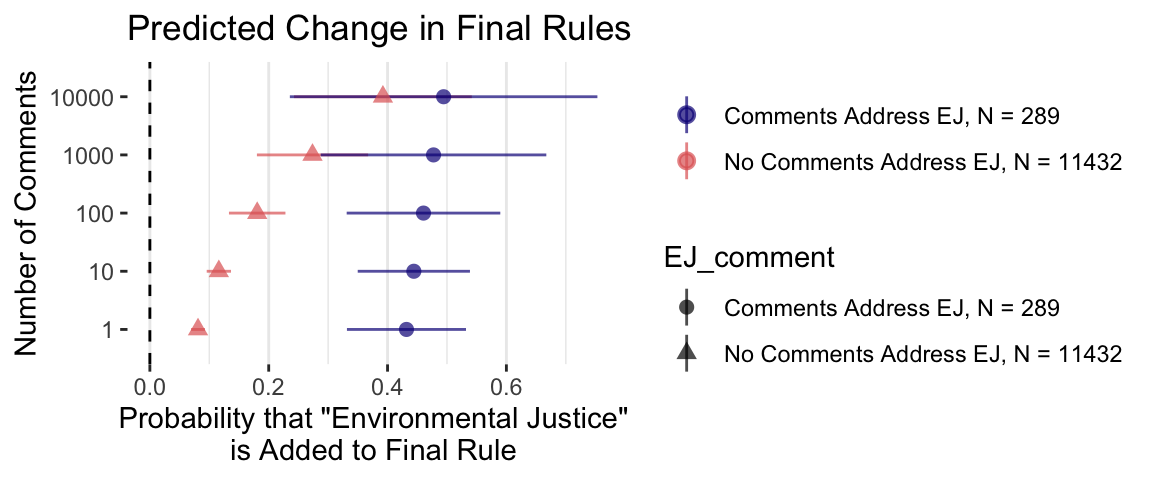 Predicted Change in Final Rules
Number of Comments
10000
1000
100
10
1
0.0 0.2 0.4 0.6
Probability that "Environmental Justice"
is Added to Final Rule
Comments Address EJ, N = 289
No Comments Address EJ, N = 11432
EJ_comment
Comments Address EJ, N = 289
No Comments Address EJ, N = 11432